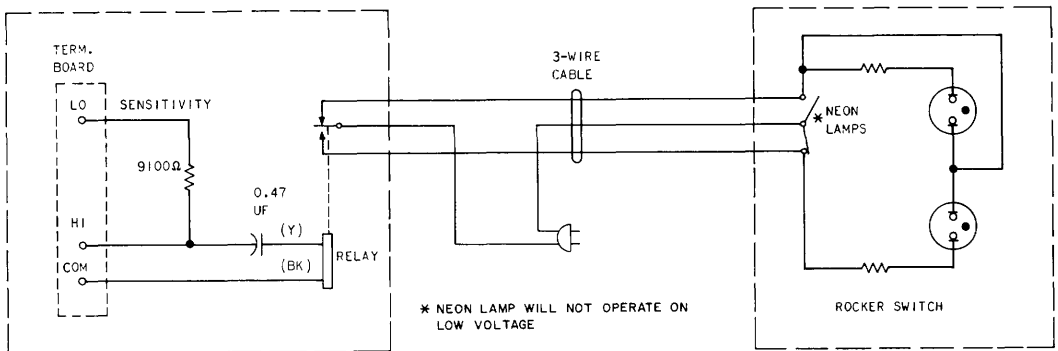 TERM.
BOARD
LO
SENSITIVITY
9100Ω
0.47
UF
HI
(Y)
COM
(BK)
RELAY
3-WIRE
CABLE
* NEON
LAMPS
* NEON LAMP WILL NOT OPERATE ON
LOW VOLTAGE
ROCKER SWITCH